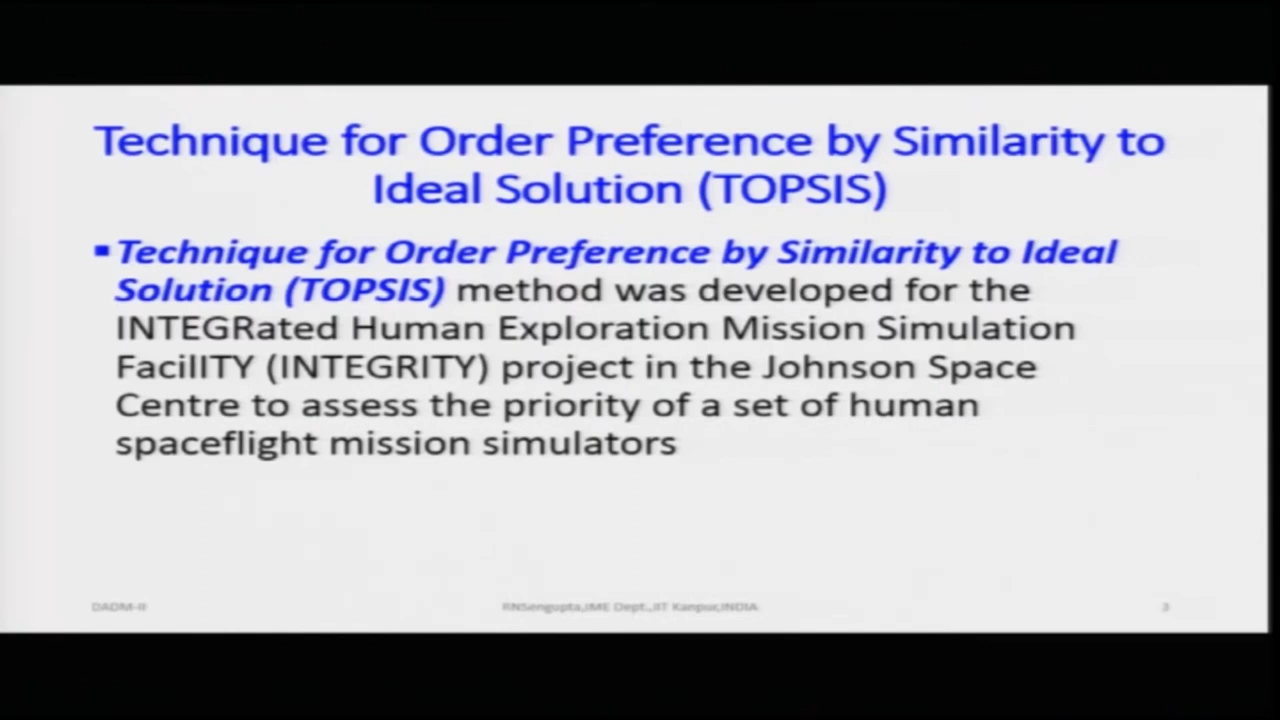 Technique for Order Preference by Similarity to
Ideal Solution (TOPSIS)
▪ Technique for Order Preference by Similarity to Ideal
Solution (TOPSIS) method was developed for the
INTEGRated Human Exploration Mission Simulation
FacilITY (INTEGRITY) project in the Johnson Space
Centre to assess the priority of a set of human
spaceflight mission simulators
DADM-II
RNSengupta,IME Dept.,IIT Kanpur,INDIA
3